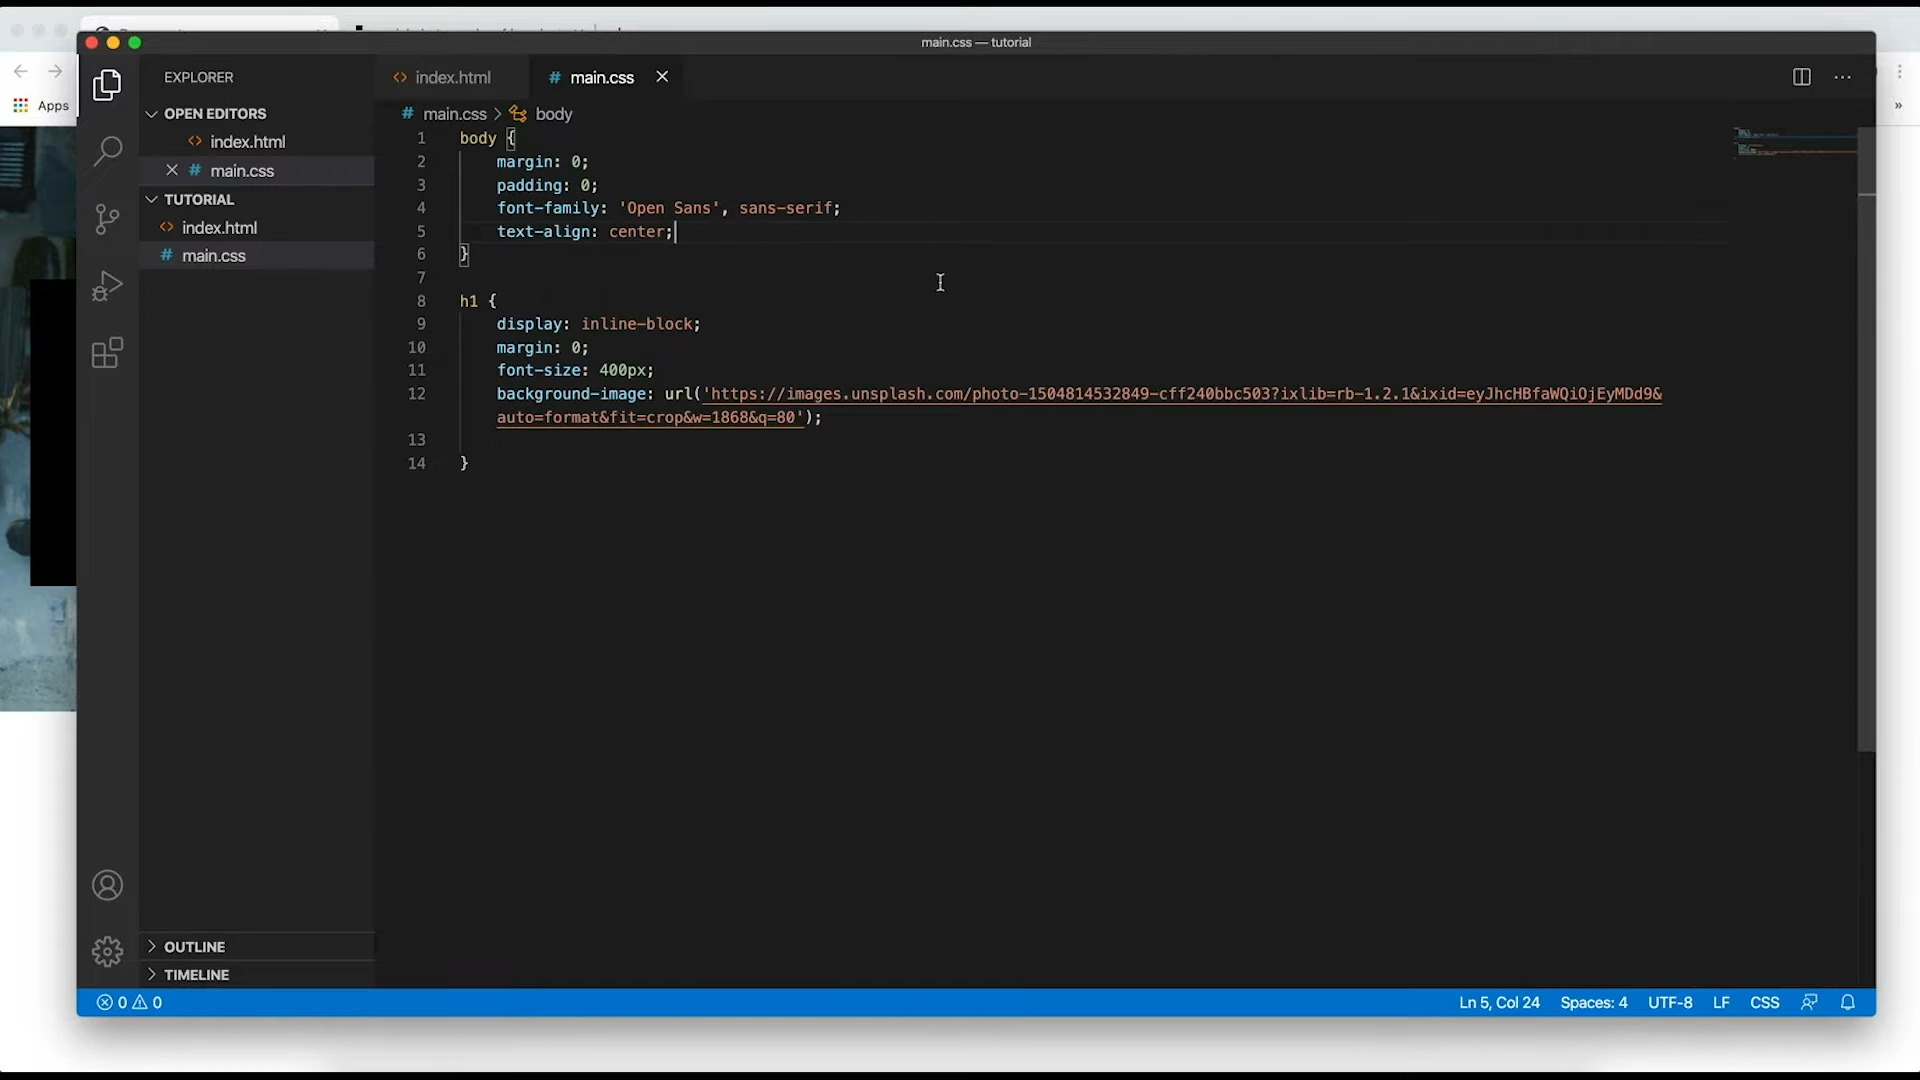 main.css — tutorial
Apps
»
EXPLORER
OPEN EDITORS
index.html
main.css
TUTORIAL
index.html
main.css
OUTLINE
TIMELINE
index.html
# main.css
# main.css > body
1 body {
2 margin: 0;
3 padding: 0;
4 font-family: 'Open Sans', sans-serif;
5 text-align: center;
6 }
7
8 h1 {
9 display: inline-block;
10 margin: 0;
11 font-size: 400px;
12 background-image: url('https://images.unsplash.com/photo-1504814532849-cff240bbc503?ixlib=rb-1.2.1&ixid=eyJhcHBfaWQiOjEyMDd9&
auto=format&fit=crop&w=1868&q=80');
13
14 }
0 0
Ln 5, Col 24 Spaces: 4 UTF-8 LF CSS